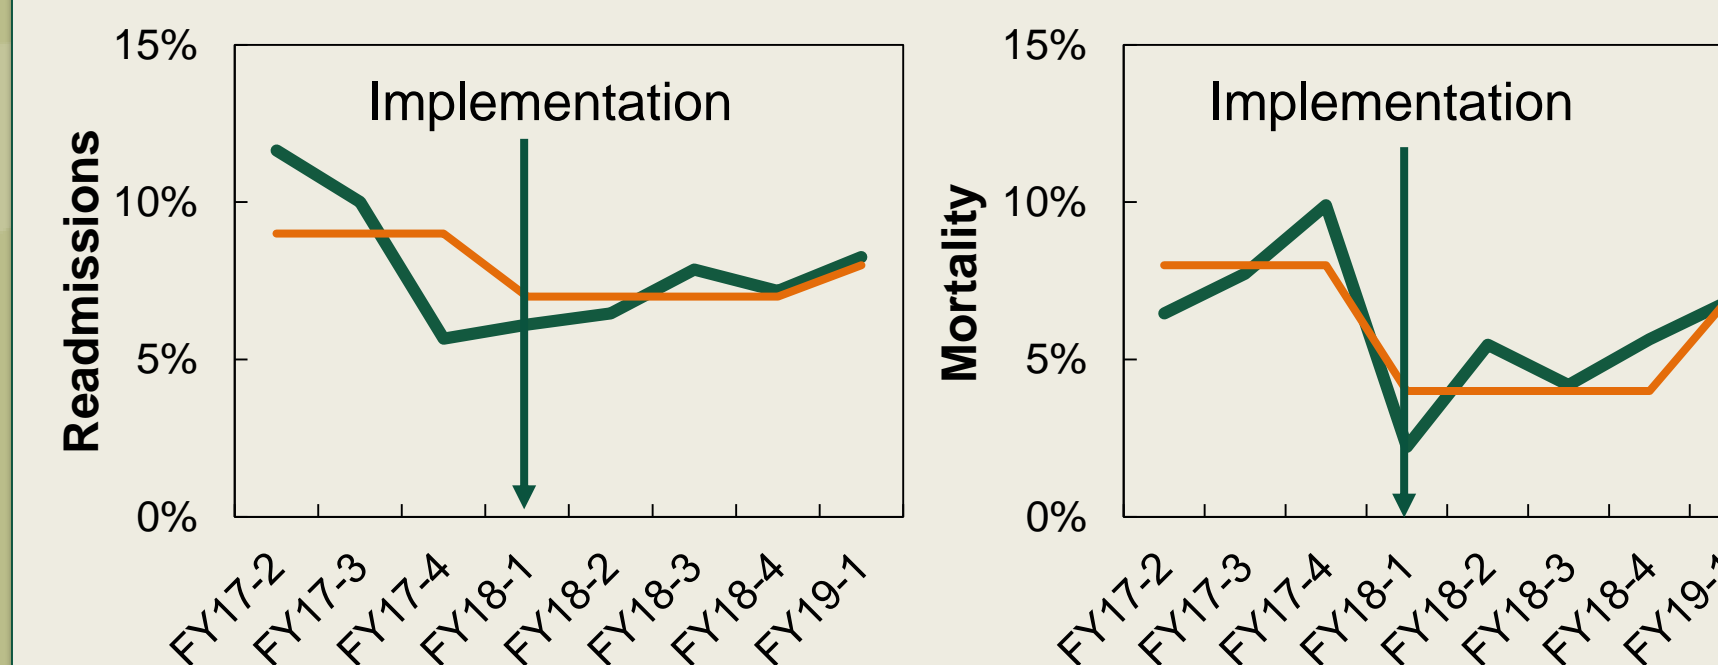 Readmissions
15%
10%
5%
0%
Implementation
FY17-2
FY17-3
FY17-4
FY18-1
FY18-2
FY18-3
FY18-4
FY19-1
Mortality
15%
10%
5%
0%
Implementation
FY17-2
FY17-3
FY17-4
FY18-1
FY18-2
FY18-3
FY18-4
FY19-1